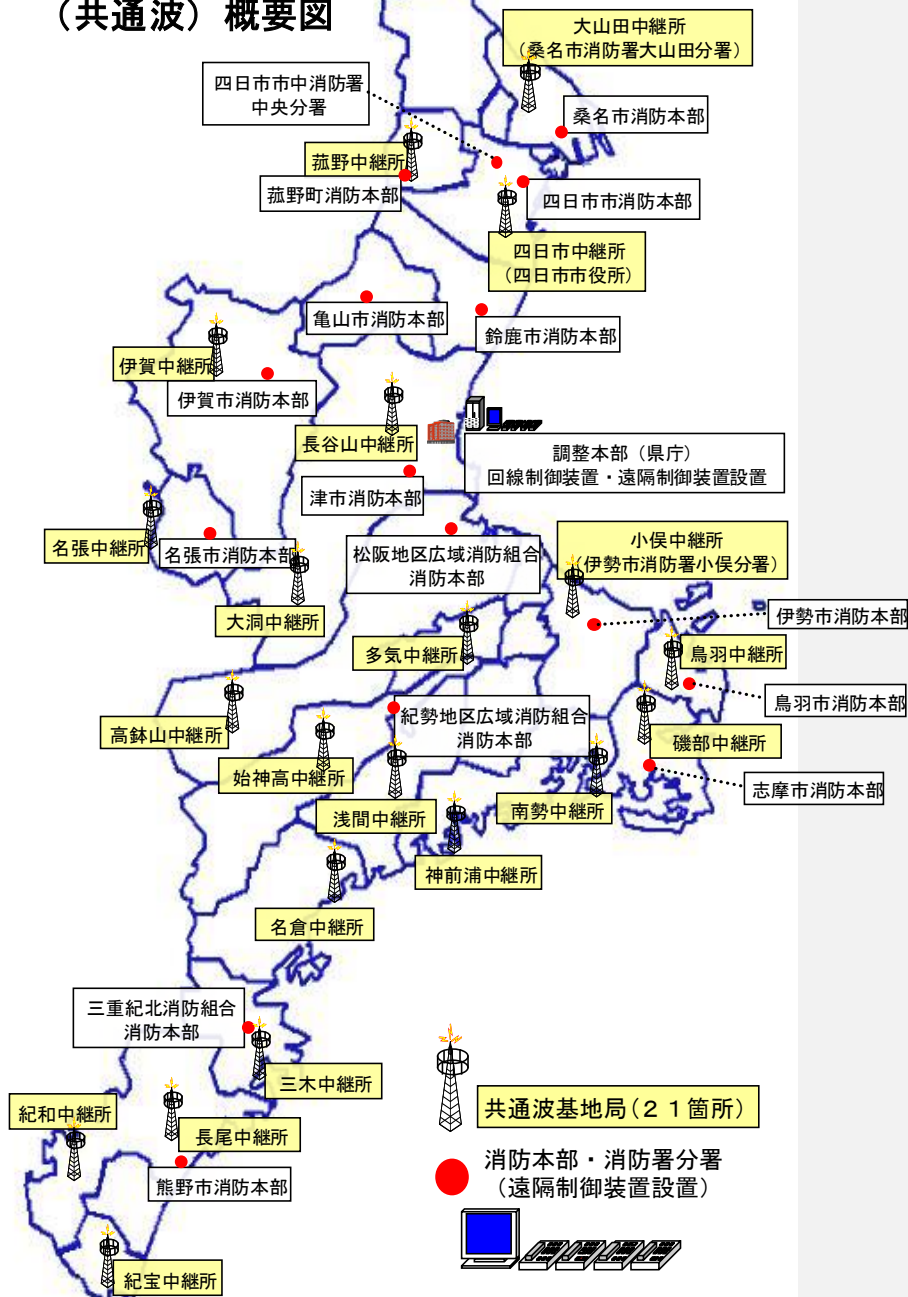 （共通波）概要図
大山田中継所
（桑名市消防署大山田分署）
四日市市中消防署
中央分署
桑名市消防本部
菰野中継所
菰野町消防本部
四日市市消防本部
四日市中継所
（四日市市役所）
亀山市消防本部
鈴鹿市消防本部
伊賀中継所
伊賀市消防本部
長谷山中継所
調整本部（県庁）
回線制御装置・遠隔制御装置設置
津市消防本部
名張中継所
名張市消防本部
松阪地区広域消防組合
消防本部
小俣中継所
（伊勢市消防署小俣分署）
大洞中継所
伊勢市消防本部
多気中継所
鳥羽中継所
鳥羽市消防本部
高鉢山中継所
紀勢地区広域消防組合
消防本部
磯部中継所
始神高中継所
志摩市消防本部
浅間中継所
南勢中継所
神前浦中継所
名倉中継所
三重紀北消防組合
消防本部
三木中継所
紀和中継所
長尾中継所
共通波基地局（２１箇所）
熊野市消防本部
消防本部・消防署分署
（遠隔制御装置設置）
紀宝中継所